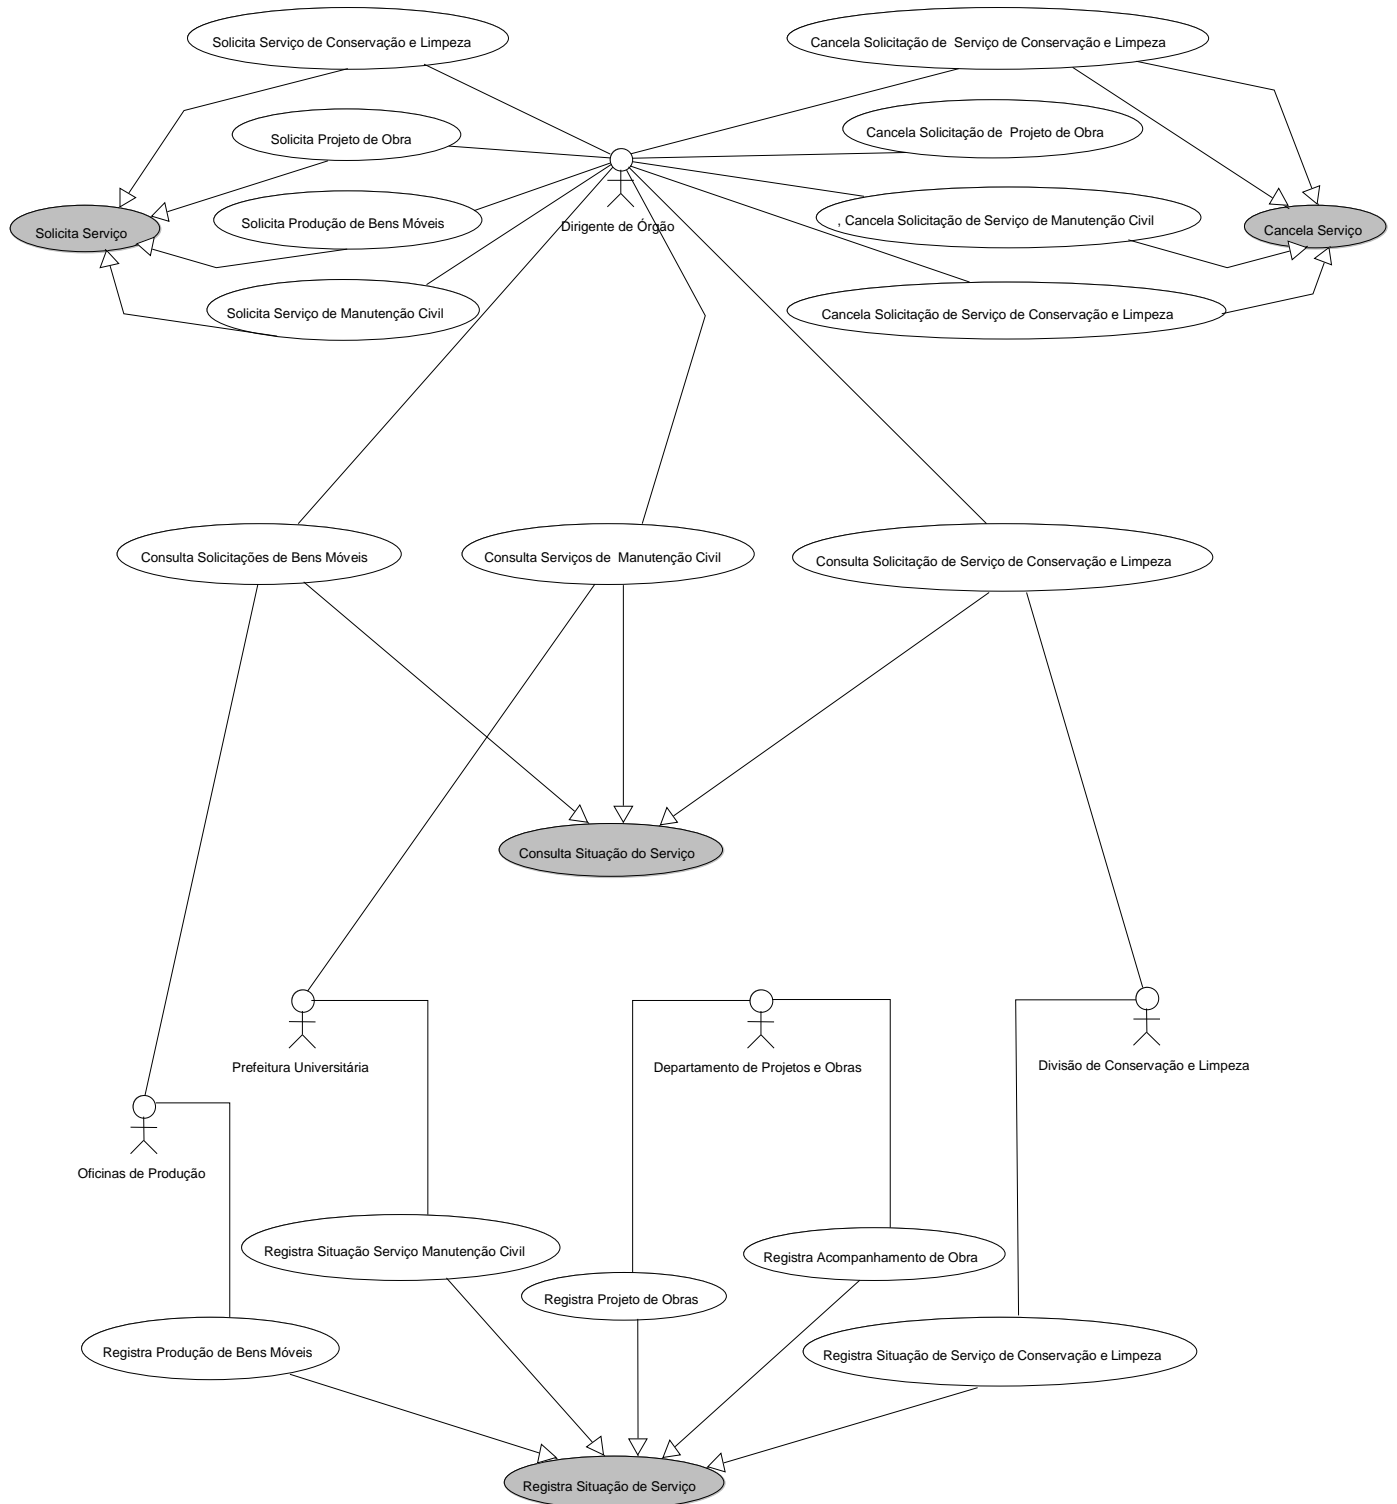 Solicita Serviço de Conservação e Limpeza
Cancela Solicitação de Serviço de Conservação e Limpeza
Solicita Projeto de Obra
Cancela Solicitação de Projeto de Obra
Solicita Serviço
Solicita Produção de Bens Móveis
Dirigente de Órgão
, Cancela Solicitação de Serviço de Manutenção Civil
Cancela Serviço
Solicita Serviço de Manutenção Civil
Cancela Solicitação de Serviço de Conservação e Limpeza
Consulta Solicitações de Bens Móveis
Consulta Serviços de Manutenção Civil
Consulta Solicitação de Serviço de Conservação e Limpeza
Consulta Situação do Serviço
Prefeitura Universitária
Departamento de Projetos e Obras
Divisão de Conservação e Limpeza
Oficinas de Produção
Registra Situação Serviço Manutenção Civil
Registra Acompanhamento de Obra
Registra Projeto de Obras
Registra Produção de Bens Móveis
Registra Situação de Serviço de Conservação e Limpeza
Registra Situação de Serviço